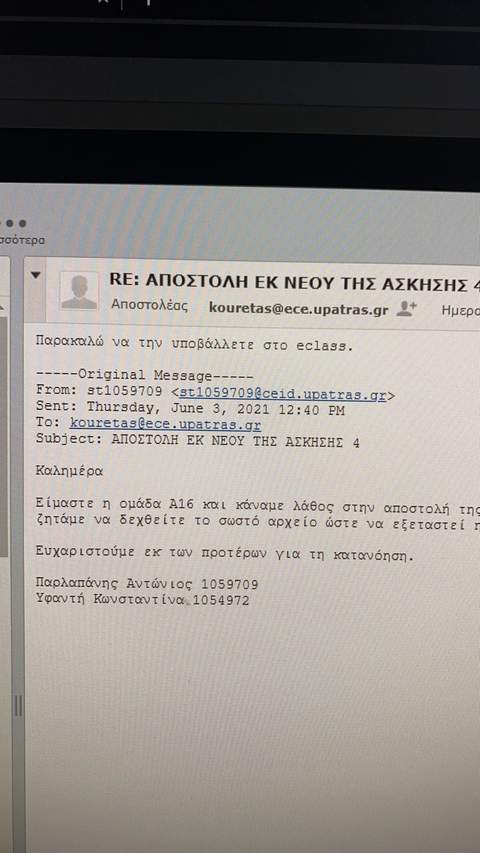 σσότερα
RE: ΑΠΟΣΤΟΛΗ ΕΚ ΝΕΟΥ ΤΗΣ ΑΣΚΗΣΗΣ 4
Αποστολέας kouretas@ece.upatras.gr Ημερο
Παρακαλώ να την υποβάλλετε στο eclass.
-----Original Message-----
From: st1059709 <st1059709@ceid.upatras.gr>
Sent: Thursday, June 3, 2021 12:40 PM
To: kouretas@ece.upatras.gr
Subject: ΑΠΟΣΤΟΛΗ ΕΚ ΝΕΟΥ ΤΗΣ ΑΣΚΗΣΗΣ 4
Καλημέρα
Είμαστε η ομάδα Α16 και κάναμε λάθος στην αποστολή της
ζητάμε να δεχθείτε το σωστό αρχείο ώστε να εξεταστεί η
Ευχαριστούμε εκ των προτέρων για τη κατανόηση.
Παρλαπάνης Αντώνιος 1059709
Υφαντή Κωνσταντίνα 1054972